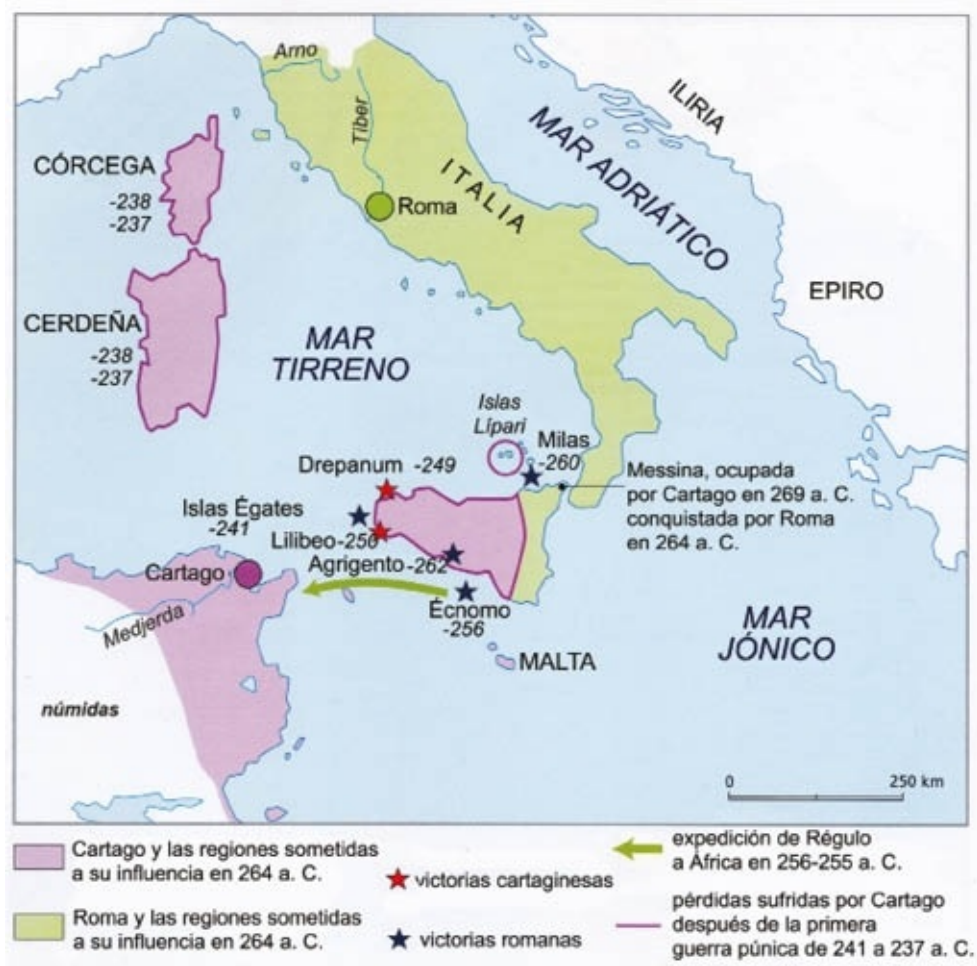 Arno
Tíber
ILIRIA
MAR ADRIÁTICO
CÓRCEGA
-238
-237
Roma
ITALIA
EPIRO
CERDEÑA
-238
-237
MAR
TIRRENO
Islas
Lípari
Milas
-260
Drepanum -249
Messina, ocupada
por Cartago en 269 a. C.
conquistada por Roma
en 264 a. C.
Islas Égates
-241
Lilibeo-250
Agrigento-262
Cartago
Écnomo
-256
Medjerda
MAR
JÓNICO
MALTA
númidas
0 250 km
Cartago y las regiones sometidas
a su influencia en 264 a. C.
Roma y las regiones sometidas
a su influencia en 264 a. C.
victorias cartaginesas
victorias romanas
expedición de Régulo
a África en 256-255 a. C.
pérdidas sufridas por Cartago
después de la primera
guerra púnica de 241 a 237 a. C.